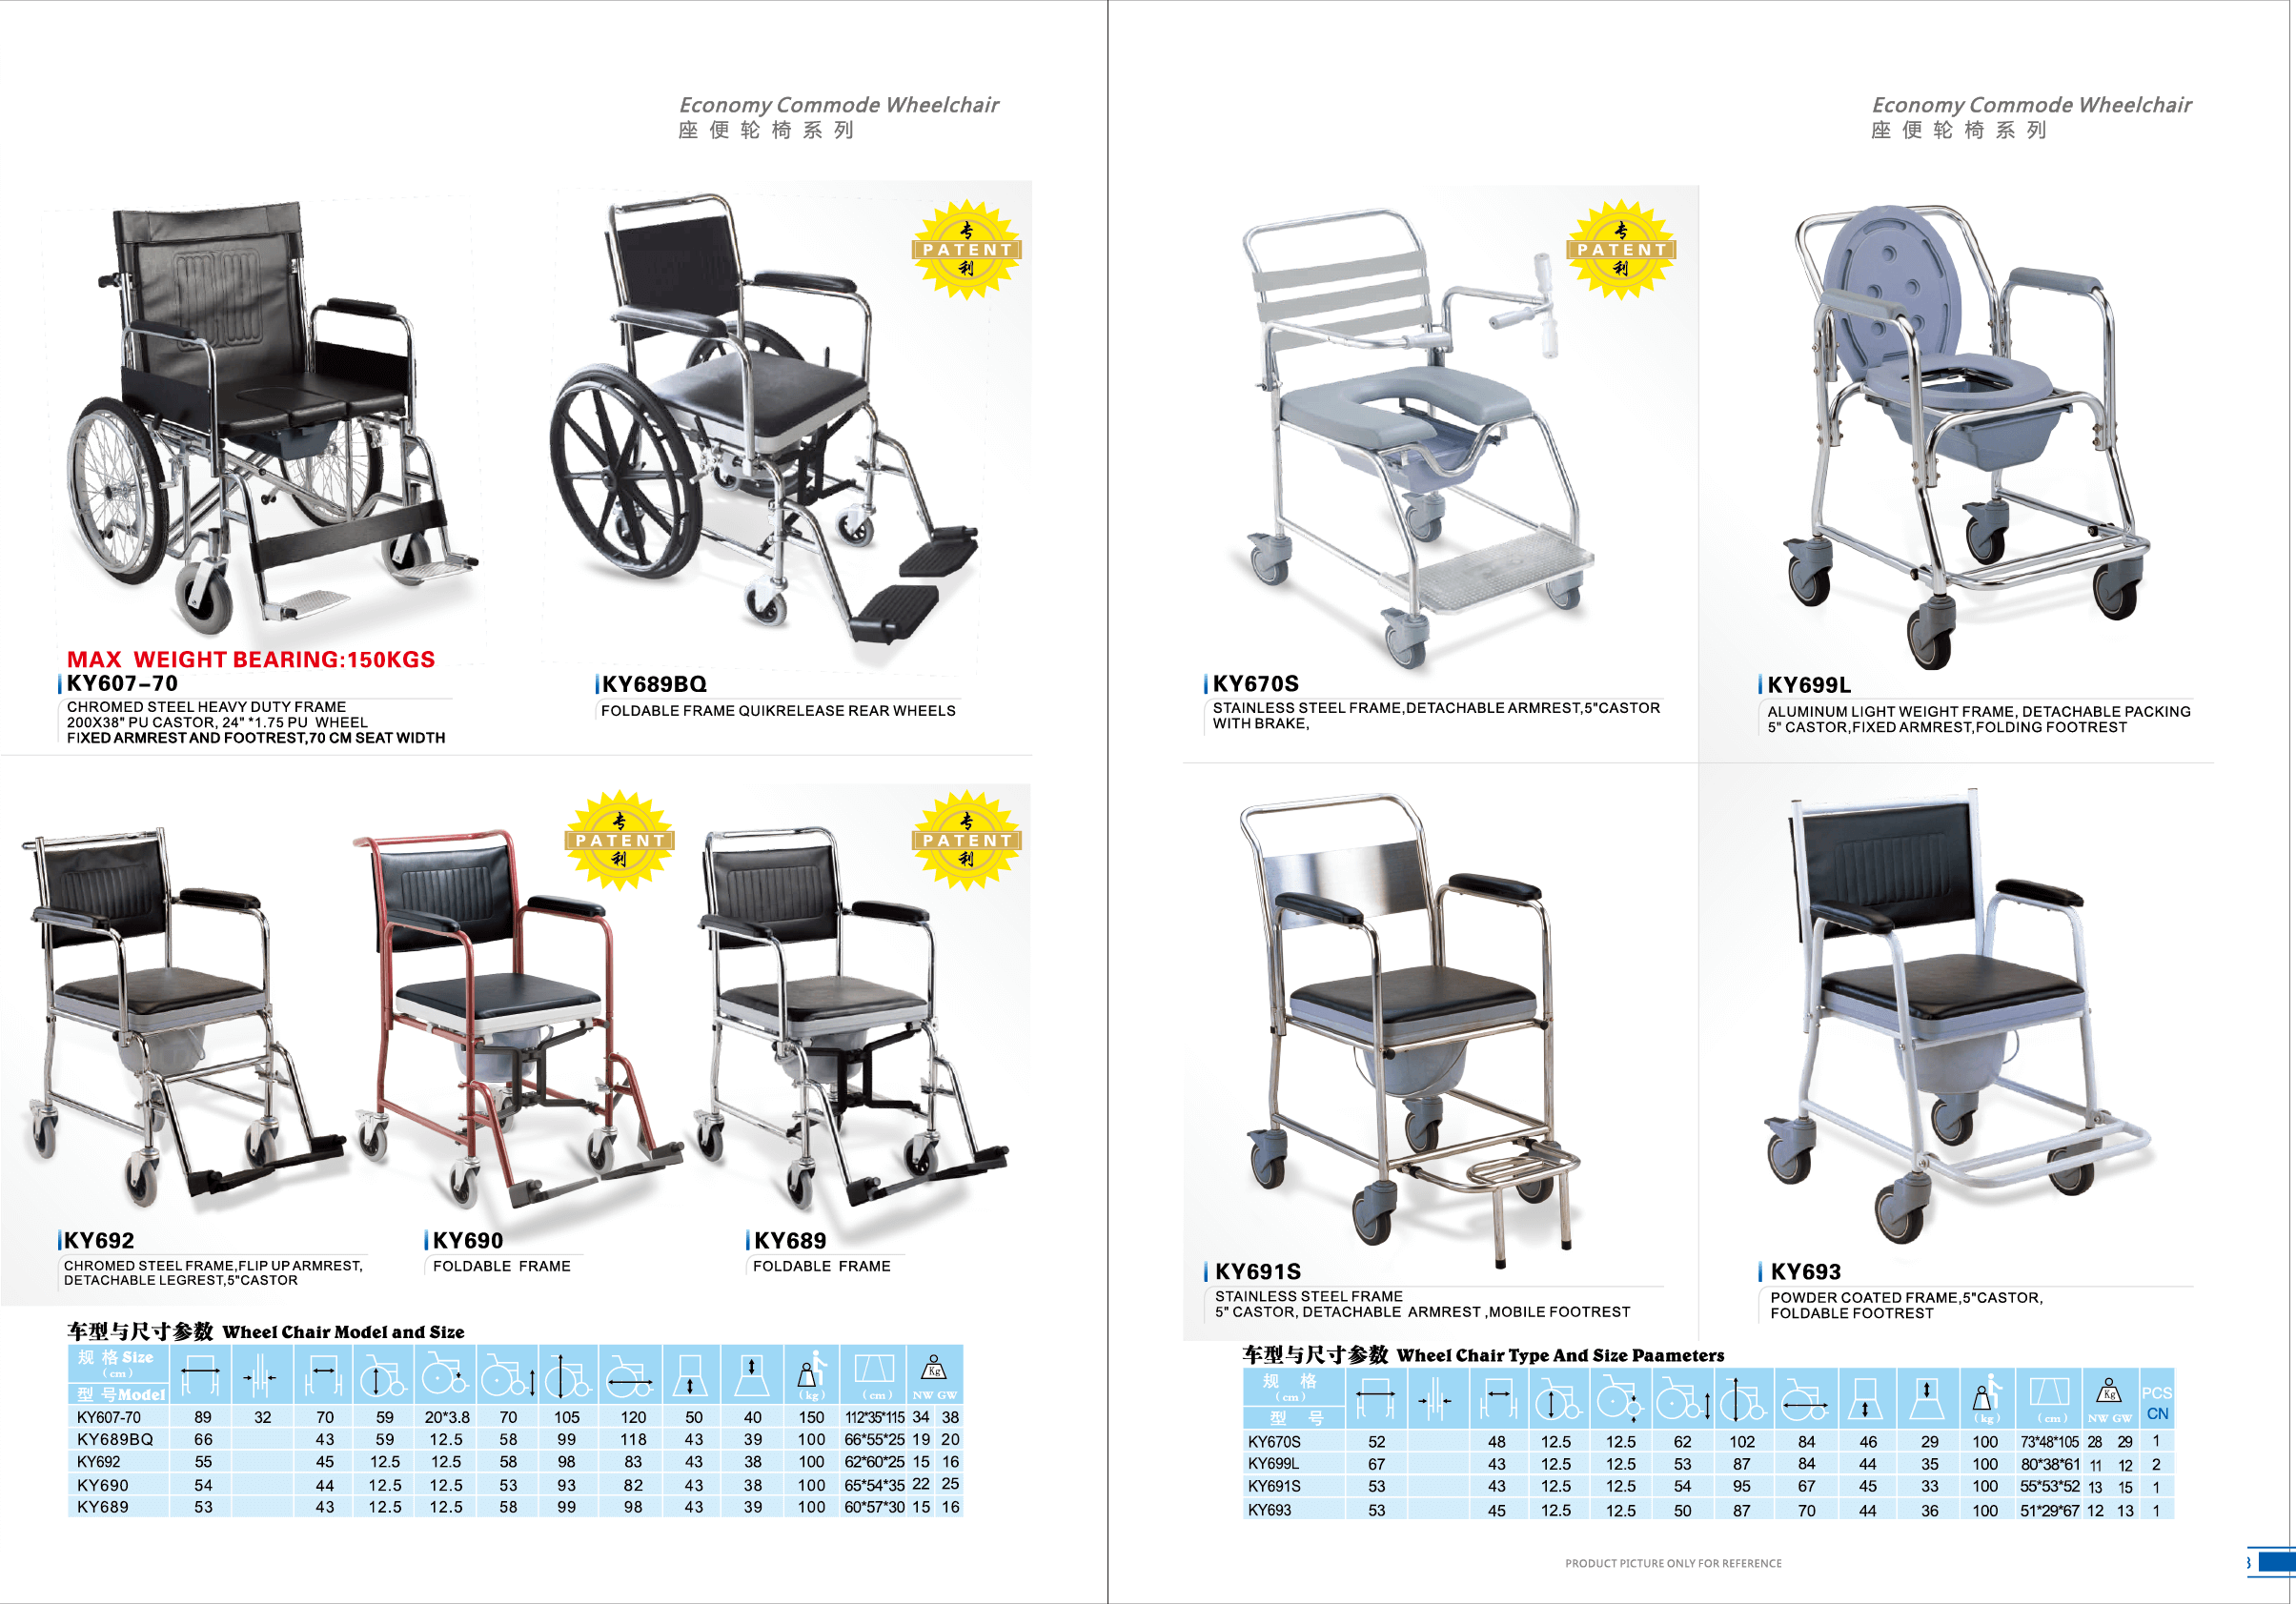 Economy Commode Wheelchair
座便轮椅系列
专
PATENT
利
MAX WEIGHT BEARING:150KGS
KY607-70
CHROMED STEEL HEAVY DUTY FRAME
200X38" PU CASTOR, 24" *1.75 PU WHEEL
FIXED ARMREST AND FOOTREST,70 CM SEAT WIDTH
KY689BQ
FOLDABLE FRAME QUIKRELEASE REAR WHEELS
专
PATENT
利
专
PATENT
利
KY692
CHROMED STEEL FRAME,FLIP UP ARMREST,
DETACHABLE LEGREST,5"CASTOR
KY690
FOLDABLE FRAME
KY689
FOLDABLE FRAME
车型与尺寸参数 Wheel Chair Model and Size
规 格 Size
(cm)
型 号 Model
(kg) (cm) Kg NW GW
KY607-70 89 32 70 59 20*3.8 70 105 120 50 40 150 112*35*115 34 38
KY689BQ 66 43 59 12.5 58 99 118 43 39 100 66*55*25 19 20
KY692 55 45 12.5 12.5 58 98 83 43 38 100 62*60*25 15 16
KY690 54 44 12.5 12.5 53 93 82 43 38 100 65*54*35 22 25
KY689 53 43 12.5 12.5 58 99 98 43 39 100 60*57*30 15 16
Economy Commode Wheelchair
座便轮椅系列
专
PATENT
利
KY670S
STAINLESS STEEL FRAME,DETACHABLE ARMREST,5"CASTOR
WITH BRAKE,
KY699L
ALUMINUM LIGHT WEIGHT FRAME, DETACHABLE PACKING
5" CASTOR,FIXED ARMREST,FOLDING FOOTREST
KY691S
STAINLESS STEEL FRAME
5" CASTOR, DETACHABLE ARMREST ,MOBILE FOOTREST
KY693
POWDER COATED FRAME,5"CASTOR,
FOLDABLE FOOTREST
车型与尺寸参数 Wheel Chair Type And Size Paameters
规 格
(cm)
型 号
(kg) (cm) Kg NW GW PCS CN
KY670S 52 48 12.5 12.5 62 102 84 46 29 100 73*48*105 28 29 1
KY699L 67 43 12.5 12.5 53 87 84 44 35 100 80*38*61 11 12 2
KY691S 53 43 12.5 12.5 54 95 67 45 33 100 55*53*52 13 15 1
KY693 53 45 12.5 12.5 50 87 70 44 36 100 51*29*67 12 13 1
PRODUCT PICTURE ONLY FOR REFERENCE